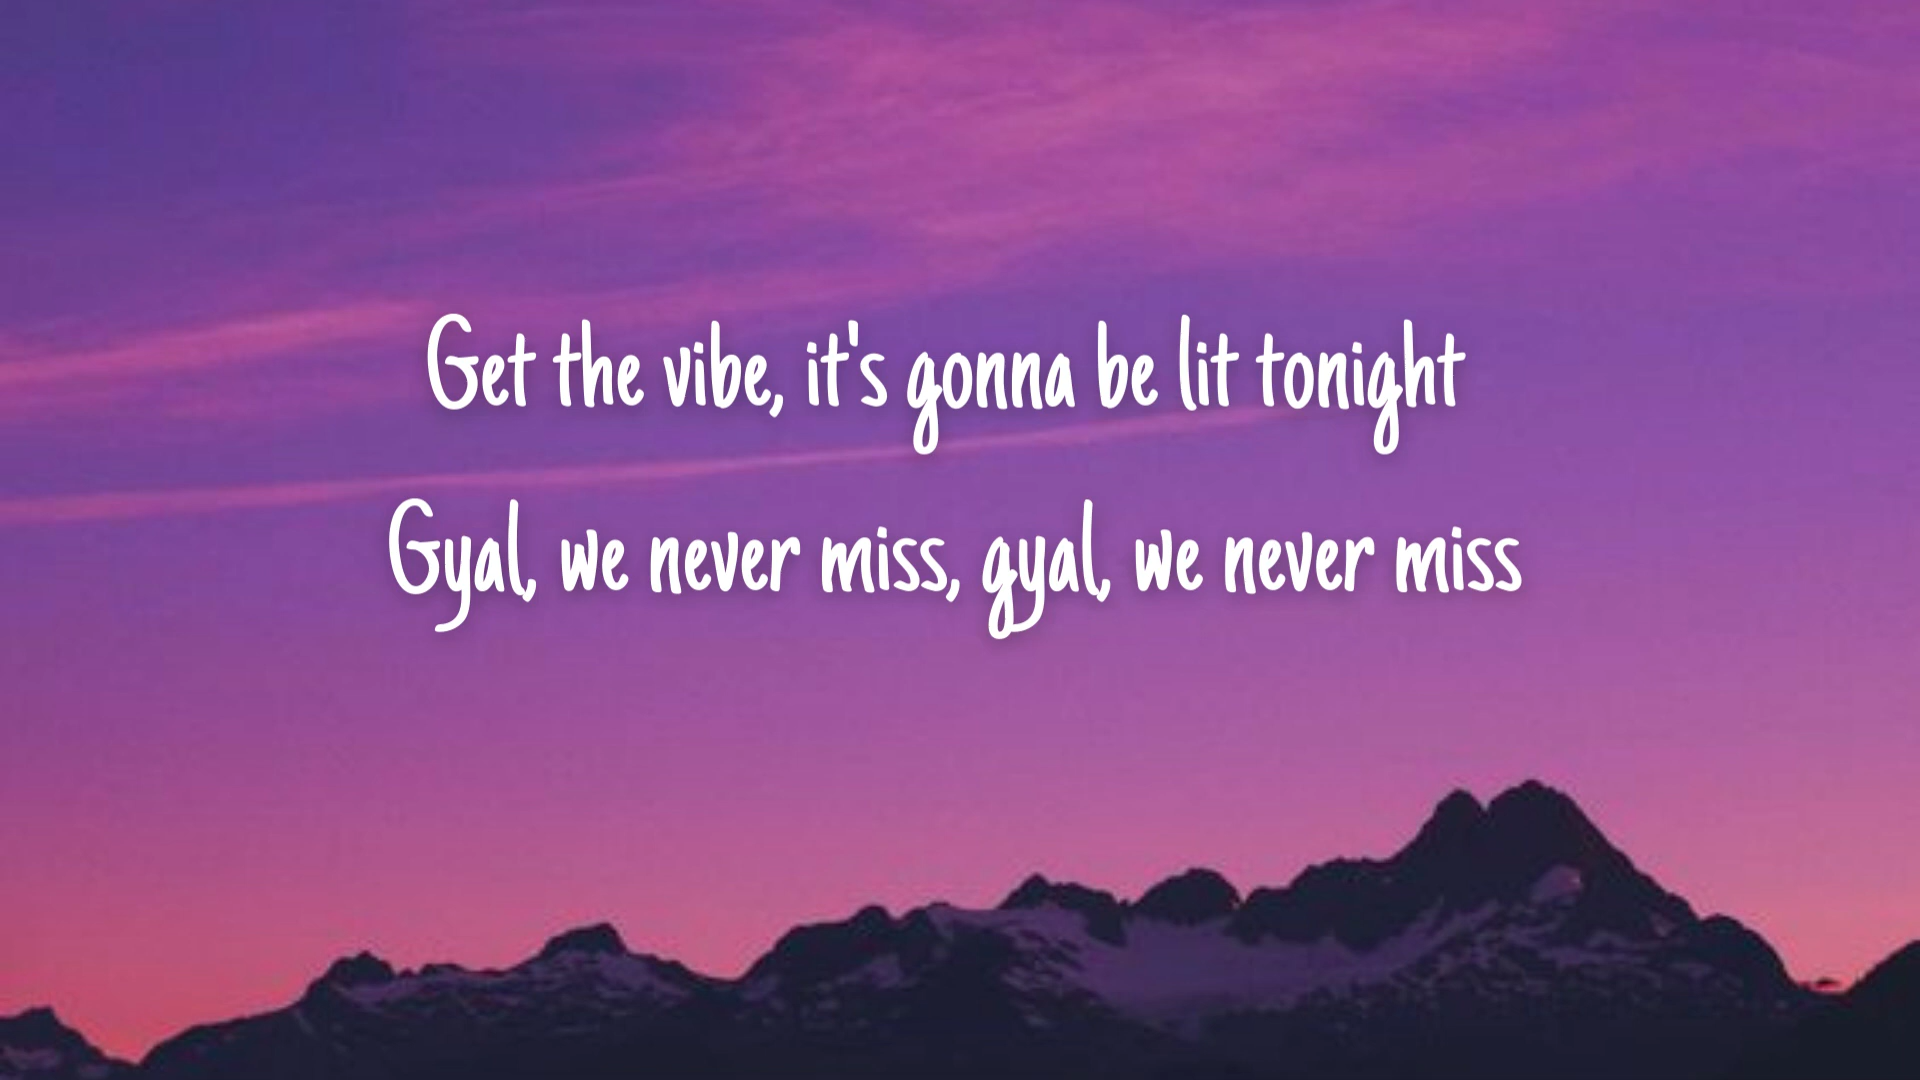 Get the vibe, it's gonna be lit tonight
Gyal, we never miss, gyal, we never miss